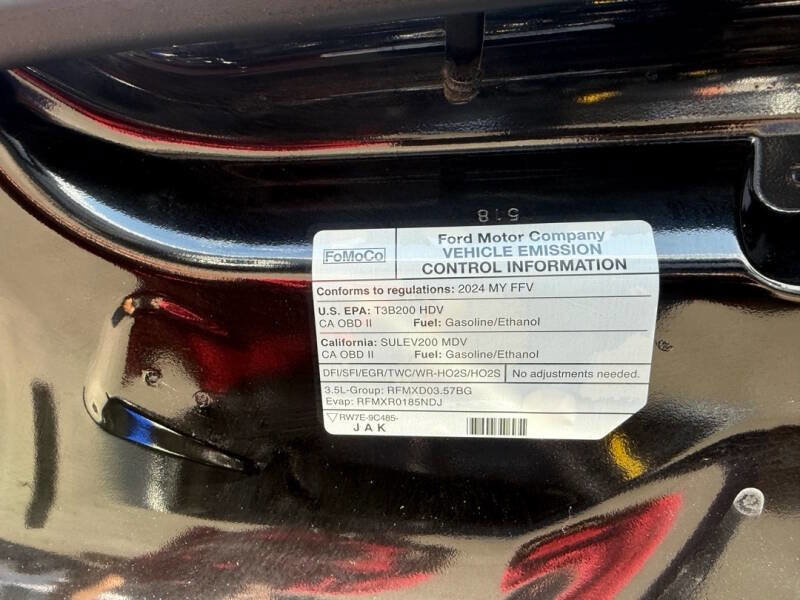 518
FoMoCo
Ford Motor Company
VEHICLE EMISSION
CONTROL INFORMATION
Conforms to regulations: 2024 MY FFV
U.S. EPA: T3B200 HDV
CA OBD II Fuel: Gasoline/Ethanol
California: SULEV200 MDV
CA OBD II Fuel: Gasoline/Ethanol
DFI/SFI/EGR/TWC/WR-HO2S/HO2S No adjustments needed.
3.5L-Group: RFMXD03.57BG
Evap: RFMXR0185NDJ
RW7E-9C485-
JAK